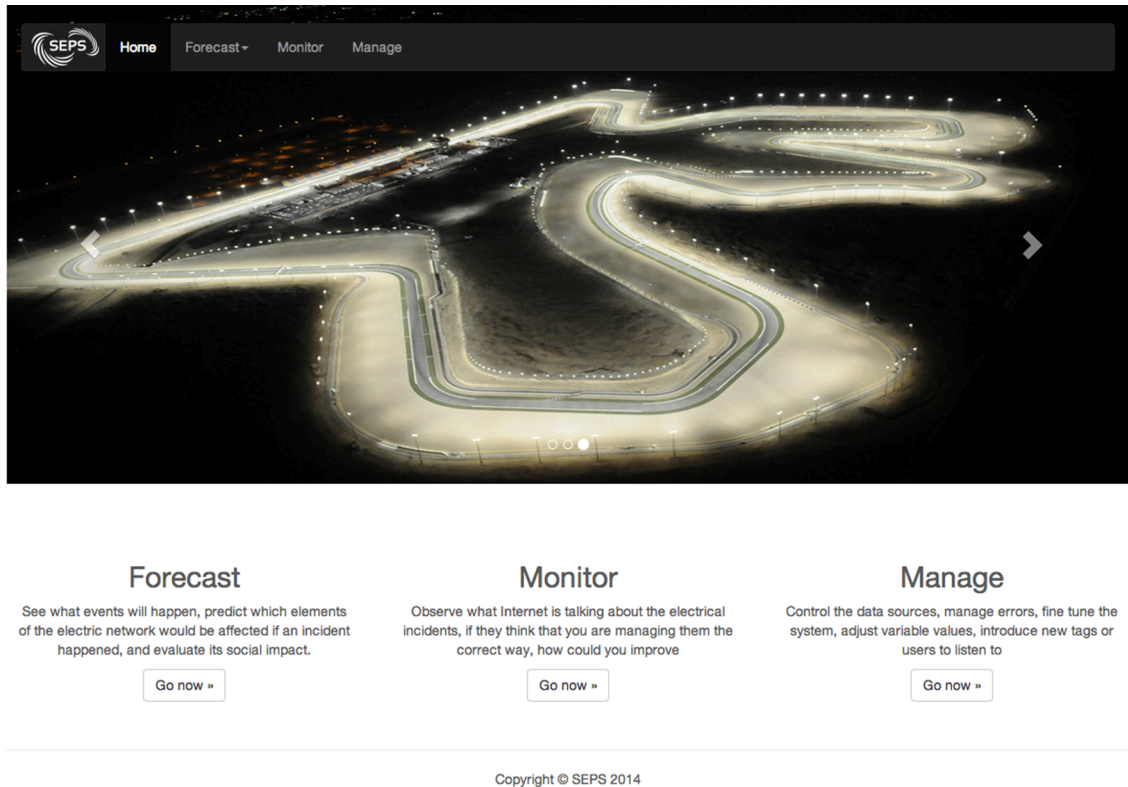 SEPS
Home Forecast Monitor Manage
Forecast
See what events will happen, predict which elements
of the electric network would be affected if an incident
happened, and evaluate its social impact.
Go now »
Monitor
Observe what Internet is talking about the electrical
incidents, if they think that you are managing them the
correct way, how could you improve
Go now »
Manage
Control the data sources, manage errors, fine tune the
system, adjust variable values, introduce new tags or
users to listen to
Go now »
Copyright © SEPS 2014